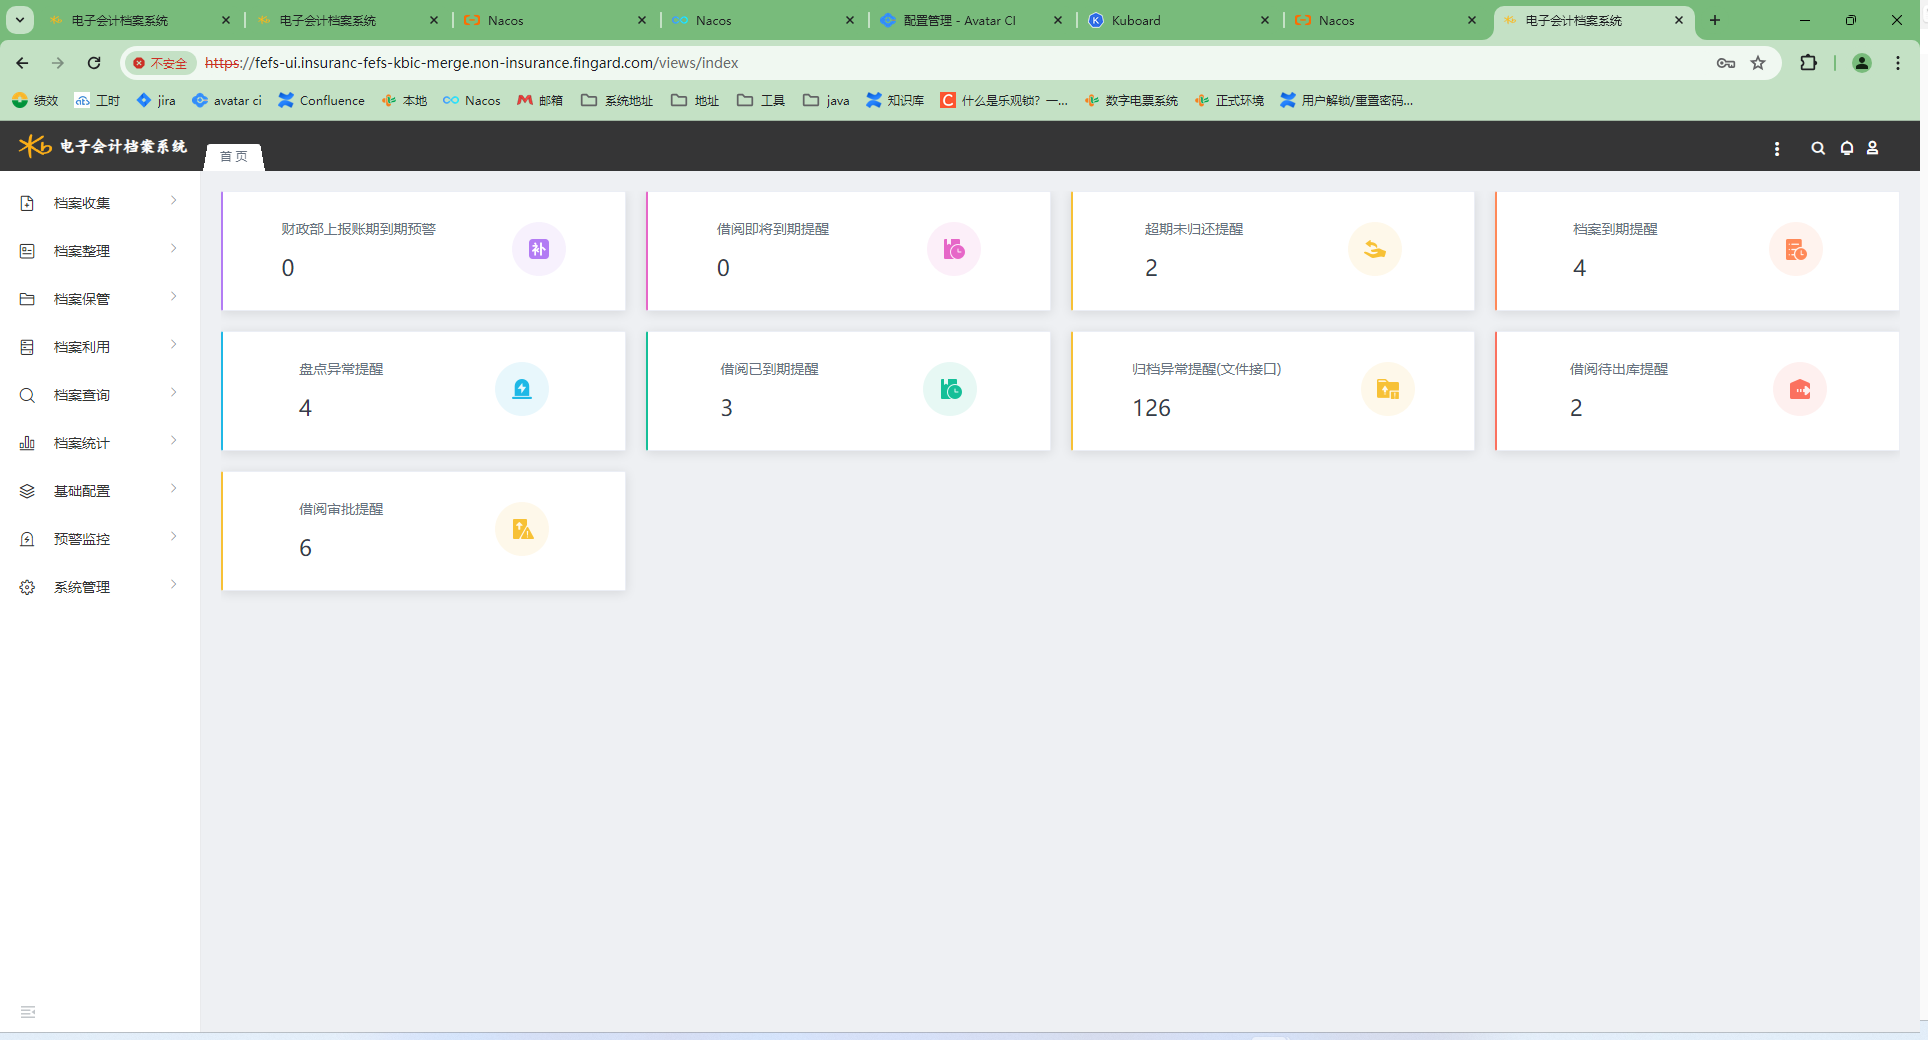 电子会计档案系统
电子会计档案系统
Nacos
Nacos
配置管理 - Avatar CI
Kuboard
Nacos
电子会计档案系统
不安全
https://fefs-ui.insuranc-fefs-kbic-merge.non-insurance.fingard.com/views/index
绩效
工时
jira
avatar ci
Confluence
本地
Nacos
邮箱
系统地址
地址
工具
java
知识库
什么是乐观锁？一...
数字电票系统
正式环境
用户解锁/重置密码...
Kb 电子会计档案系统
首页
档案收集
档案整理
档案保管
档案利用
档案查询
档案统计
基础配置
预警监控
系统管理
财政部上报账期到期预警
0
补
借阅即将到期提醒
0
超期未归还提醒
2
档案到期提醒
4
盘点异常提醒
4
借阅已到期提醒
3
归档异常提醒(文件接口)
126
借阅待出库提醒
2
借阅审批提醒
6